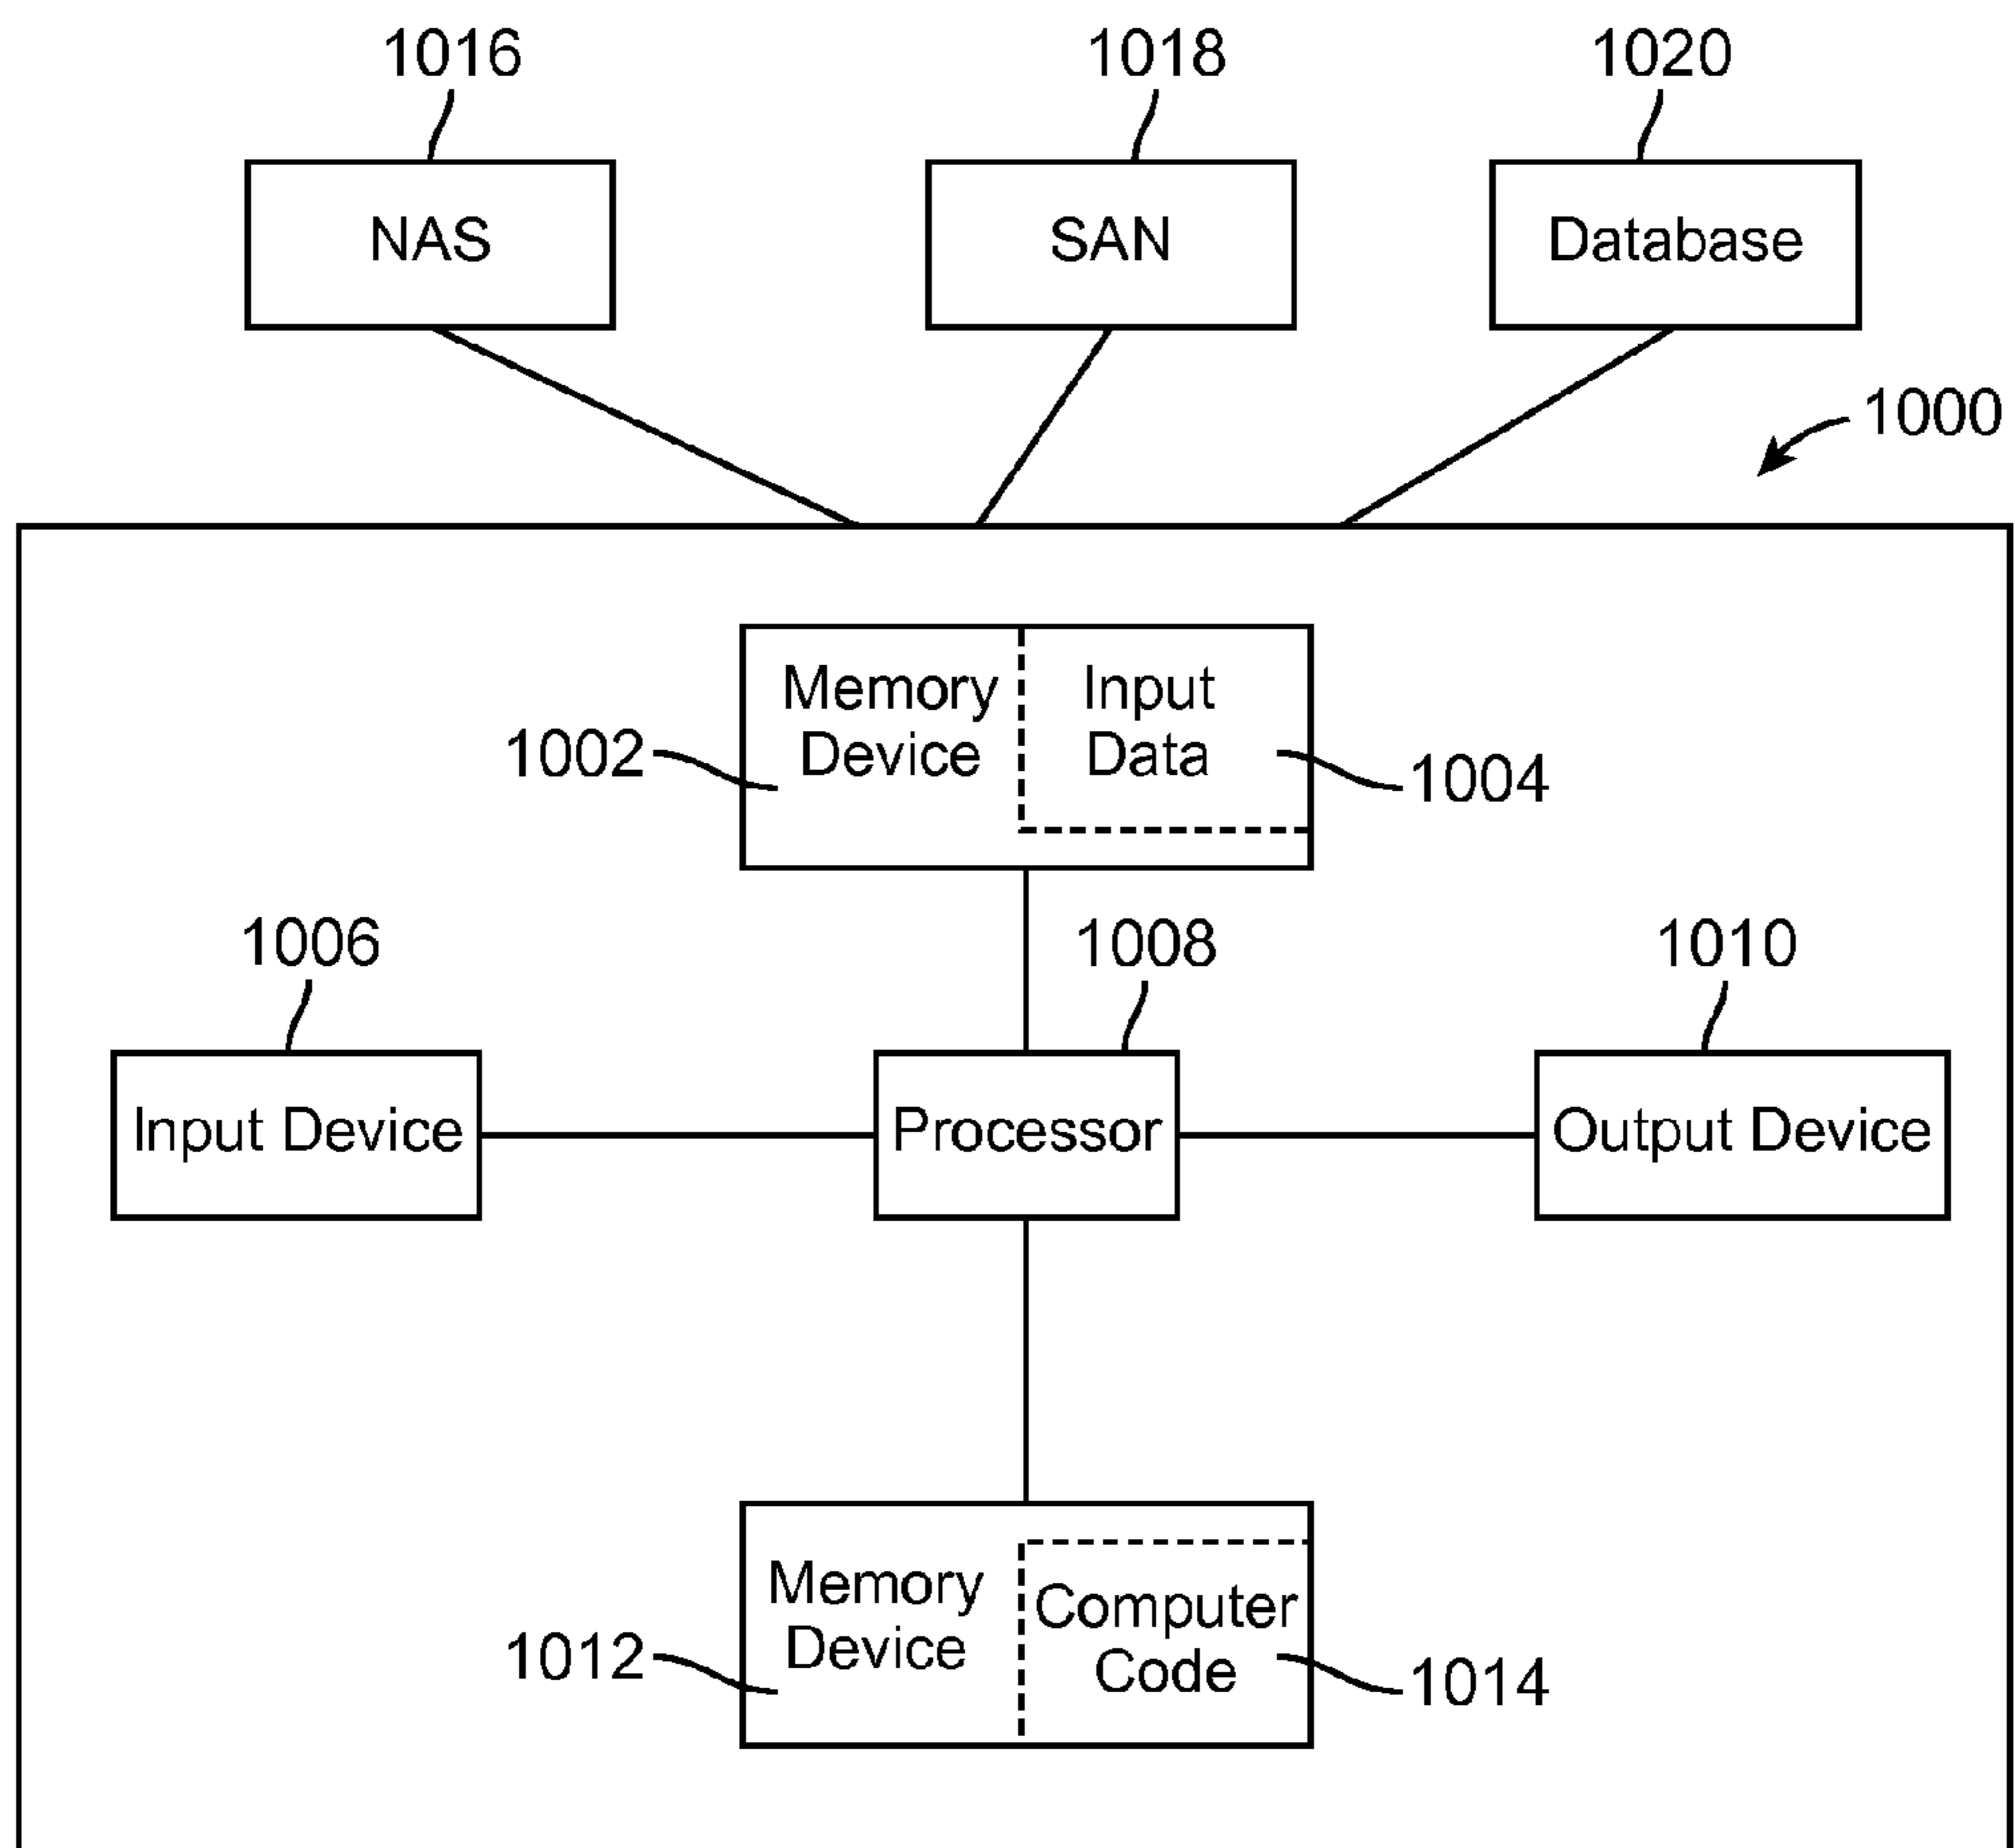 1016
1018
1020
NAS
SAN
Database
1000
Memory
Device
Input
Data
1002
1004
1006
1008
1010
Input Device
Processor
Output Device
Memory
Device
Computer
Code
1012
1014